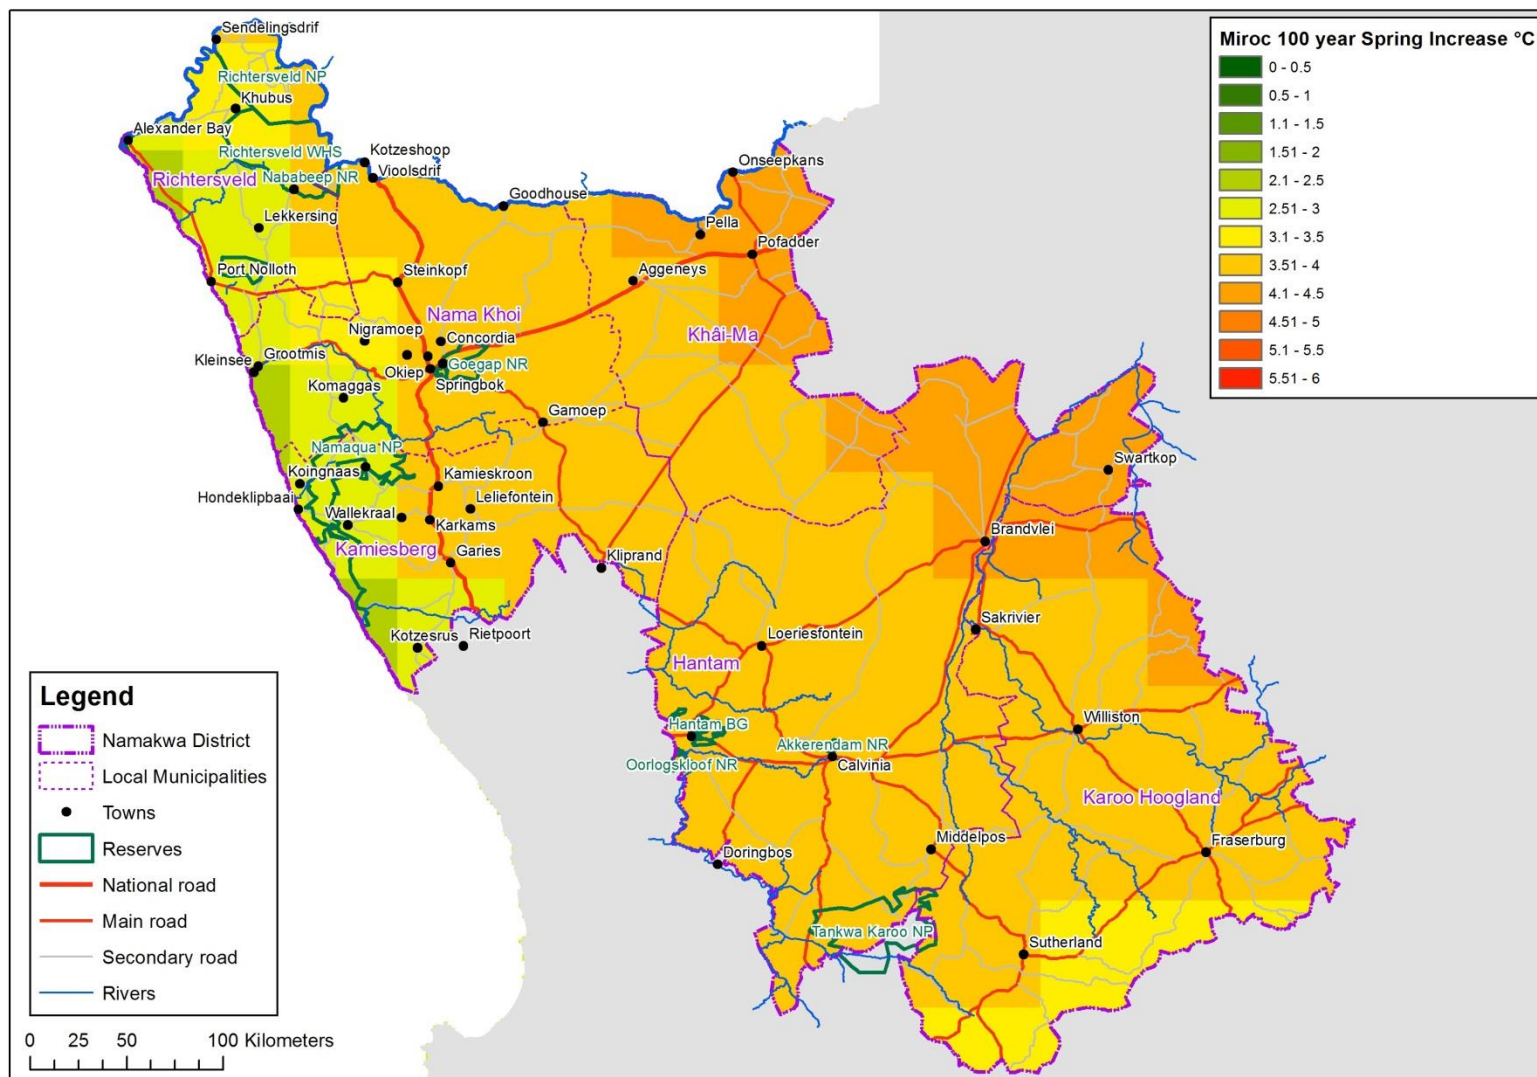 Sendelingsdrif
Richtersveld NP
Khubus
Alexander Bay
Richtersveld WHS
Kotzeshoop
Richtersveld
Nababeep NR
Vioolsdrif
Onseepkans
Goodhouse
Lekkersing
Pella
Pofadder
Port Nolloth
Steinkopf
Aggeneys
Nama Khoi
Nigramoep
Concordia
Khâi-Ma
Kleinsee
Grootmis
Okiep
Goegap NR
Springbok
Komaggas
Gamoep
Namaqua NP
Koingnaas
Kamieskroon
Swartkop
Hondeklipbaai
Leliefontein
Wallekraal
Karkams
Brandvlei
Kamiesberg
Garies
Kliprand
Sakrivier
Kotzesrus
Rietpoort
Loeriesfontein
Hantam
Hantam BG
Williston
Akkerendam NR
Oorlogskloof NR
Calvinia
Karoo Hoogland
Middelpos
Fraserburg
Doringbos
Tankwa Karoo NP
Sutherland
Miroc 100 year Spring Increase °C
0 - 0.5
0.5 - 1
1.1 - 1.5
1.51 - 2
2.1 - 2.5
2.51 - 3
3.1 - 3.5
3.51 - 4
4.1 - 4.5
4.51 - 5
5.1 - 5.5
5.51 - 6
Legend
Namakwa District
Local Municipalities
Towns
Reserves
National road
Main road
Secondary road
Rivers
0 25 50 100 Kilometers